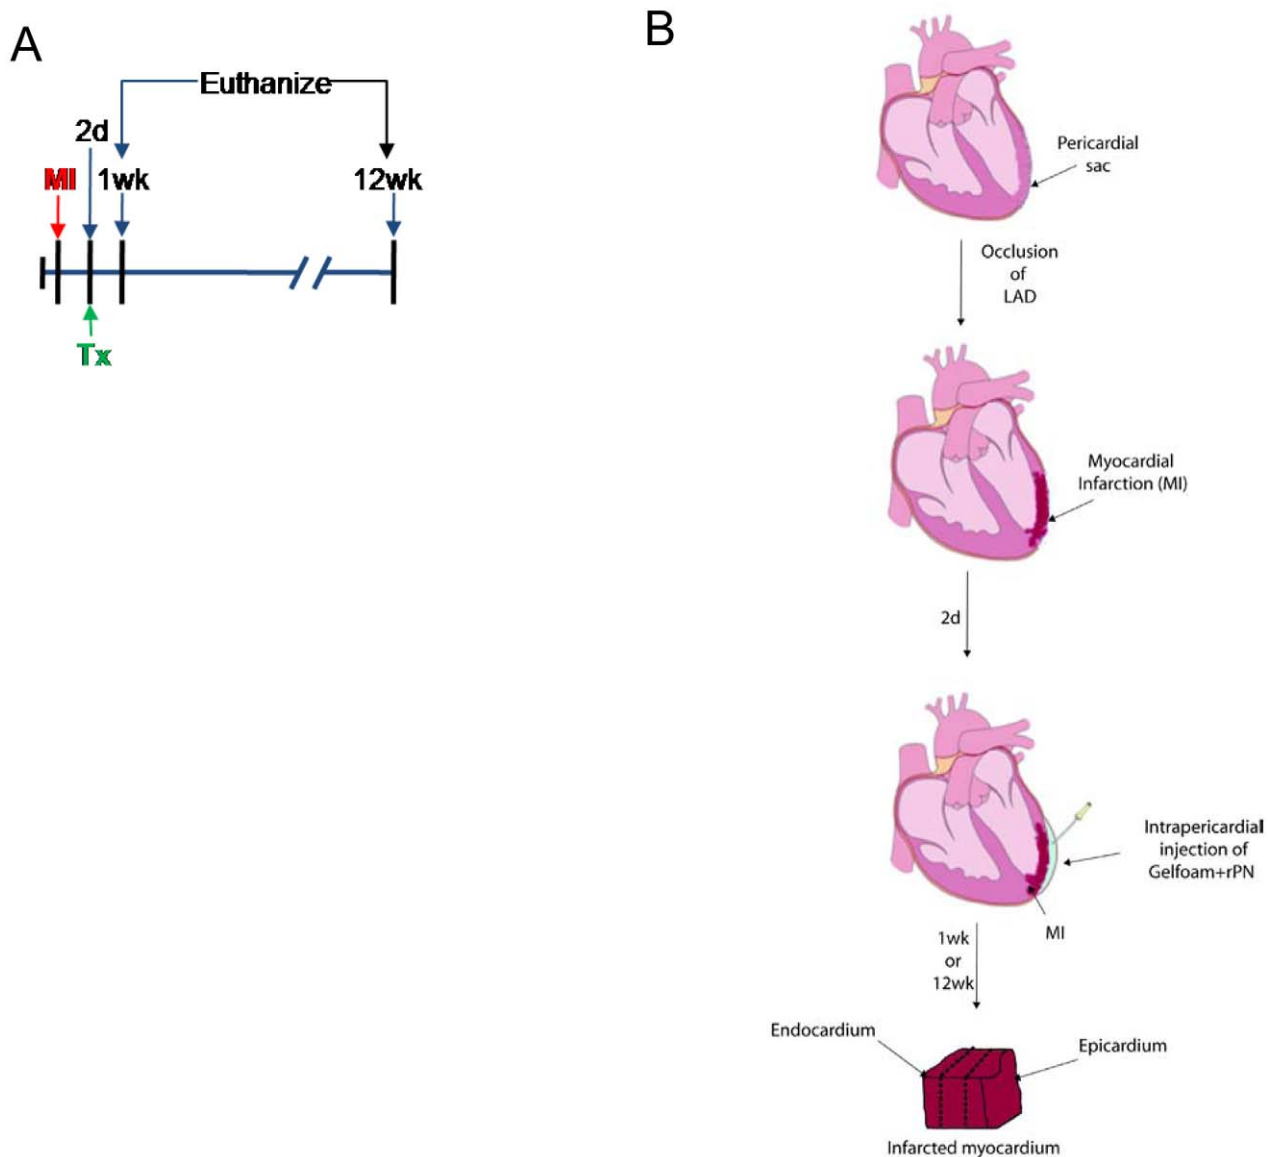 A
Euthanize
2d
MI
1wk
12wk
Tx
B
Pericardial
sac
Occlusion
of
LAD
Myocardial
Infarction (MI)
2d
Intrapericardial
injection of
Gelfoam+rPN
MI
1wk
or
12wk
Endocardium
Epicardium
Infarcted myocardium